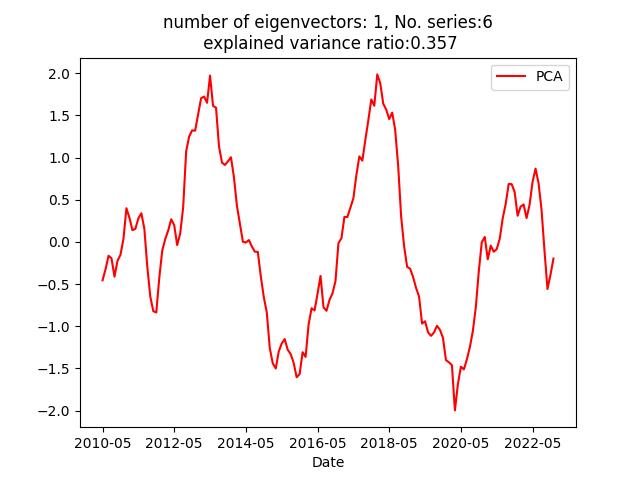 number of eigenvectors: 1, No. series:6
explained variance ratio:0.357
PCA
2.0
1.5
1.0
0.5
0.0
−0.5
−1.0
−1.5
−2.0
2010-05 2012-05 2014-05 2016-05 2018-05 2020-05 2022-05
Date